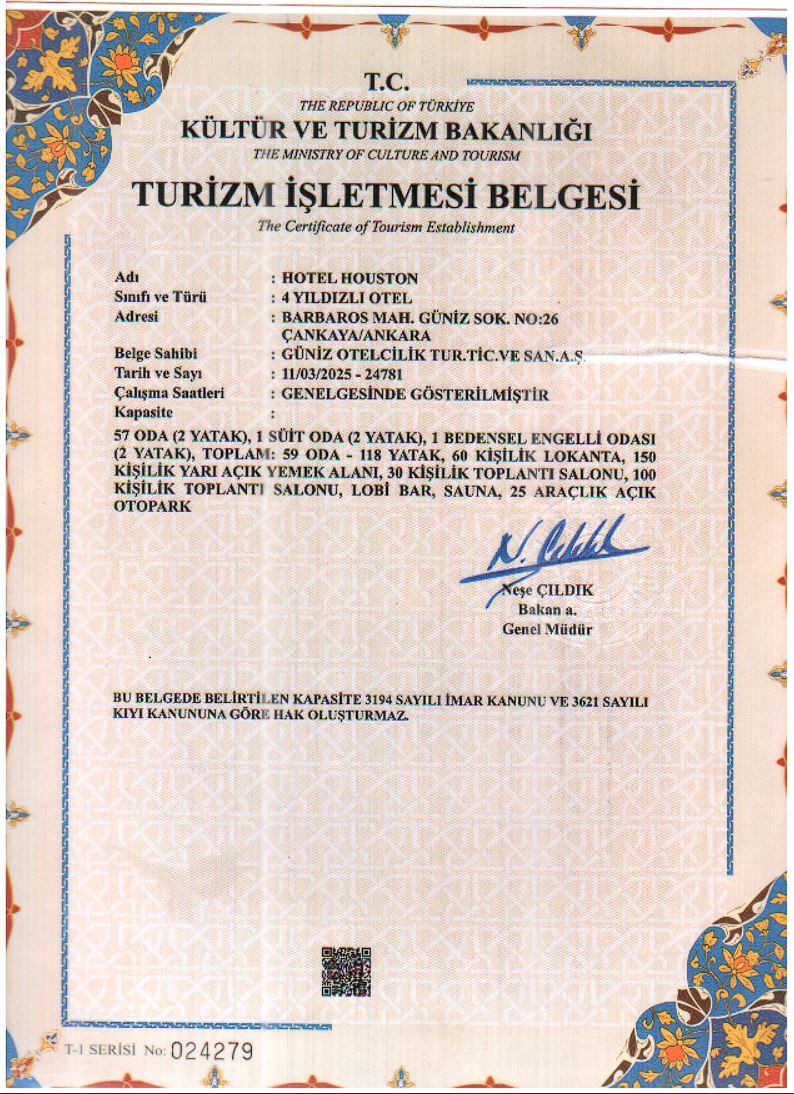 T.C.
THE REPUBLIC OF TÜRKİYE
KÜLTÜR VE TURİZM BAKANLIĞI
THE MINISTRY OF CULTURE AND TOURISM
TURİZM İŞLETMESİ BELGESİ
The Certificate of Tourism Establishment
Adı : HOTEL HOUSTON
Sınıfı ve Türü : 4 YILDIZLI OTEL
Adresi : BARBAROS MAH. GÜNİZ SOK. NO:26
ÇANKAYA/ANKARA
Belge Sahibi : GÜNİZ OTELCİLİK TUR.TİC.VE SAN.A.Ş.
Tarih ve Sayı : 11/03/2025 - 24781
Çalışma Saatleri : GENELGESİNDE GÖSTERİLMİŞTİR
Kapasite :
57 ODA (2 YATAK), 1 SÜİT ODA (2 YATAK), 1 BEDENSEL ENGELLİ ODASI
(2 YATAK), TOPLAM: 59 ODA - 118 YATAK, 60 KİŞİLİK LOKANTA, 150
KİŞİLİK YARI AÇIK YEMEK ALANI, 30 KİŞİLİK TOPLANTI SALONU, 100
KİŞİLİK TOPLANTI SALONU, LOBİ BAR, SAUNA, 25 ARAÇLIK AÇIK
OTOPARK
N. Çıldık
Neşe ÇILDIK
Bakan a.
Genel Müdür
BU BELGEDE BELİRTİLEN KAPASİTE 3194 SAYILI İMAR KANUNU VE 3621 SAYILI
KIYI KANUNUNA GÖRE HAK OLUŞTURMAZ.
T-1 SERİSİ No: 024279